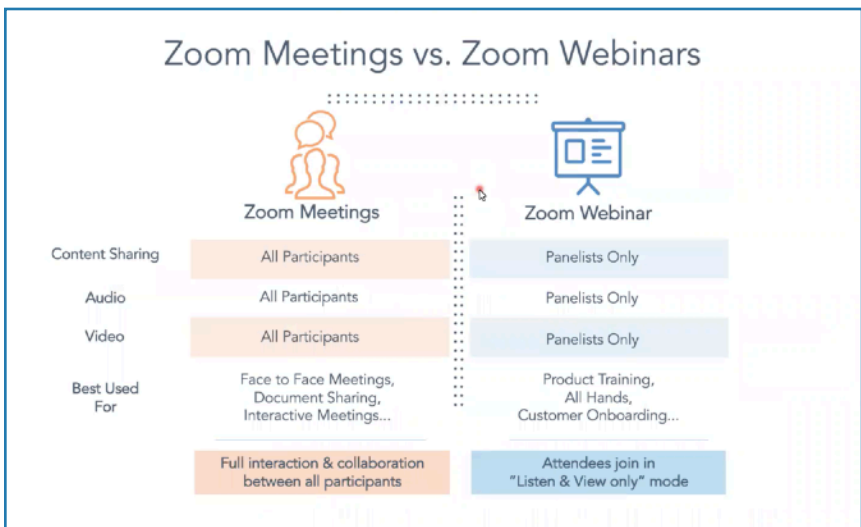 Zoom Meetings vs. Zoom Webinars
Zoom Meetings
Zoom Webinar
Content Sharing
All Participants
Panelists Only
Audio
All Participants
Panelists Only
Video
All Participants
Panelists Only
Best Used
For
Face to Face Meetings,
Document Sharing,
Interactive Meetings...
Product Training,
All Hands,
Customer Onboarding...
Full interaction & collaboration
between all participants
Attendees join in
"Listen & View only" mode